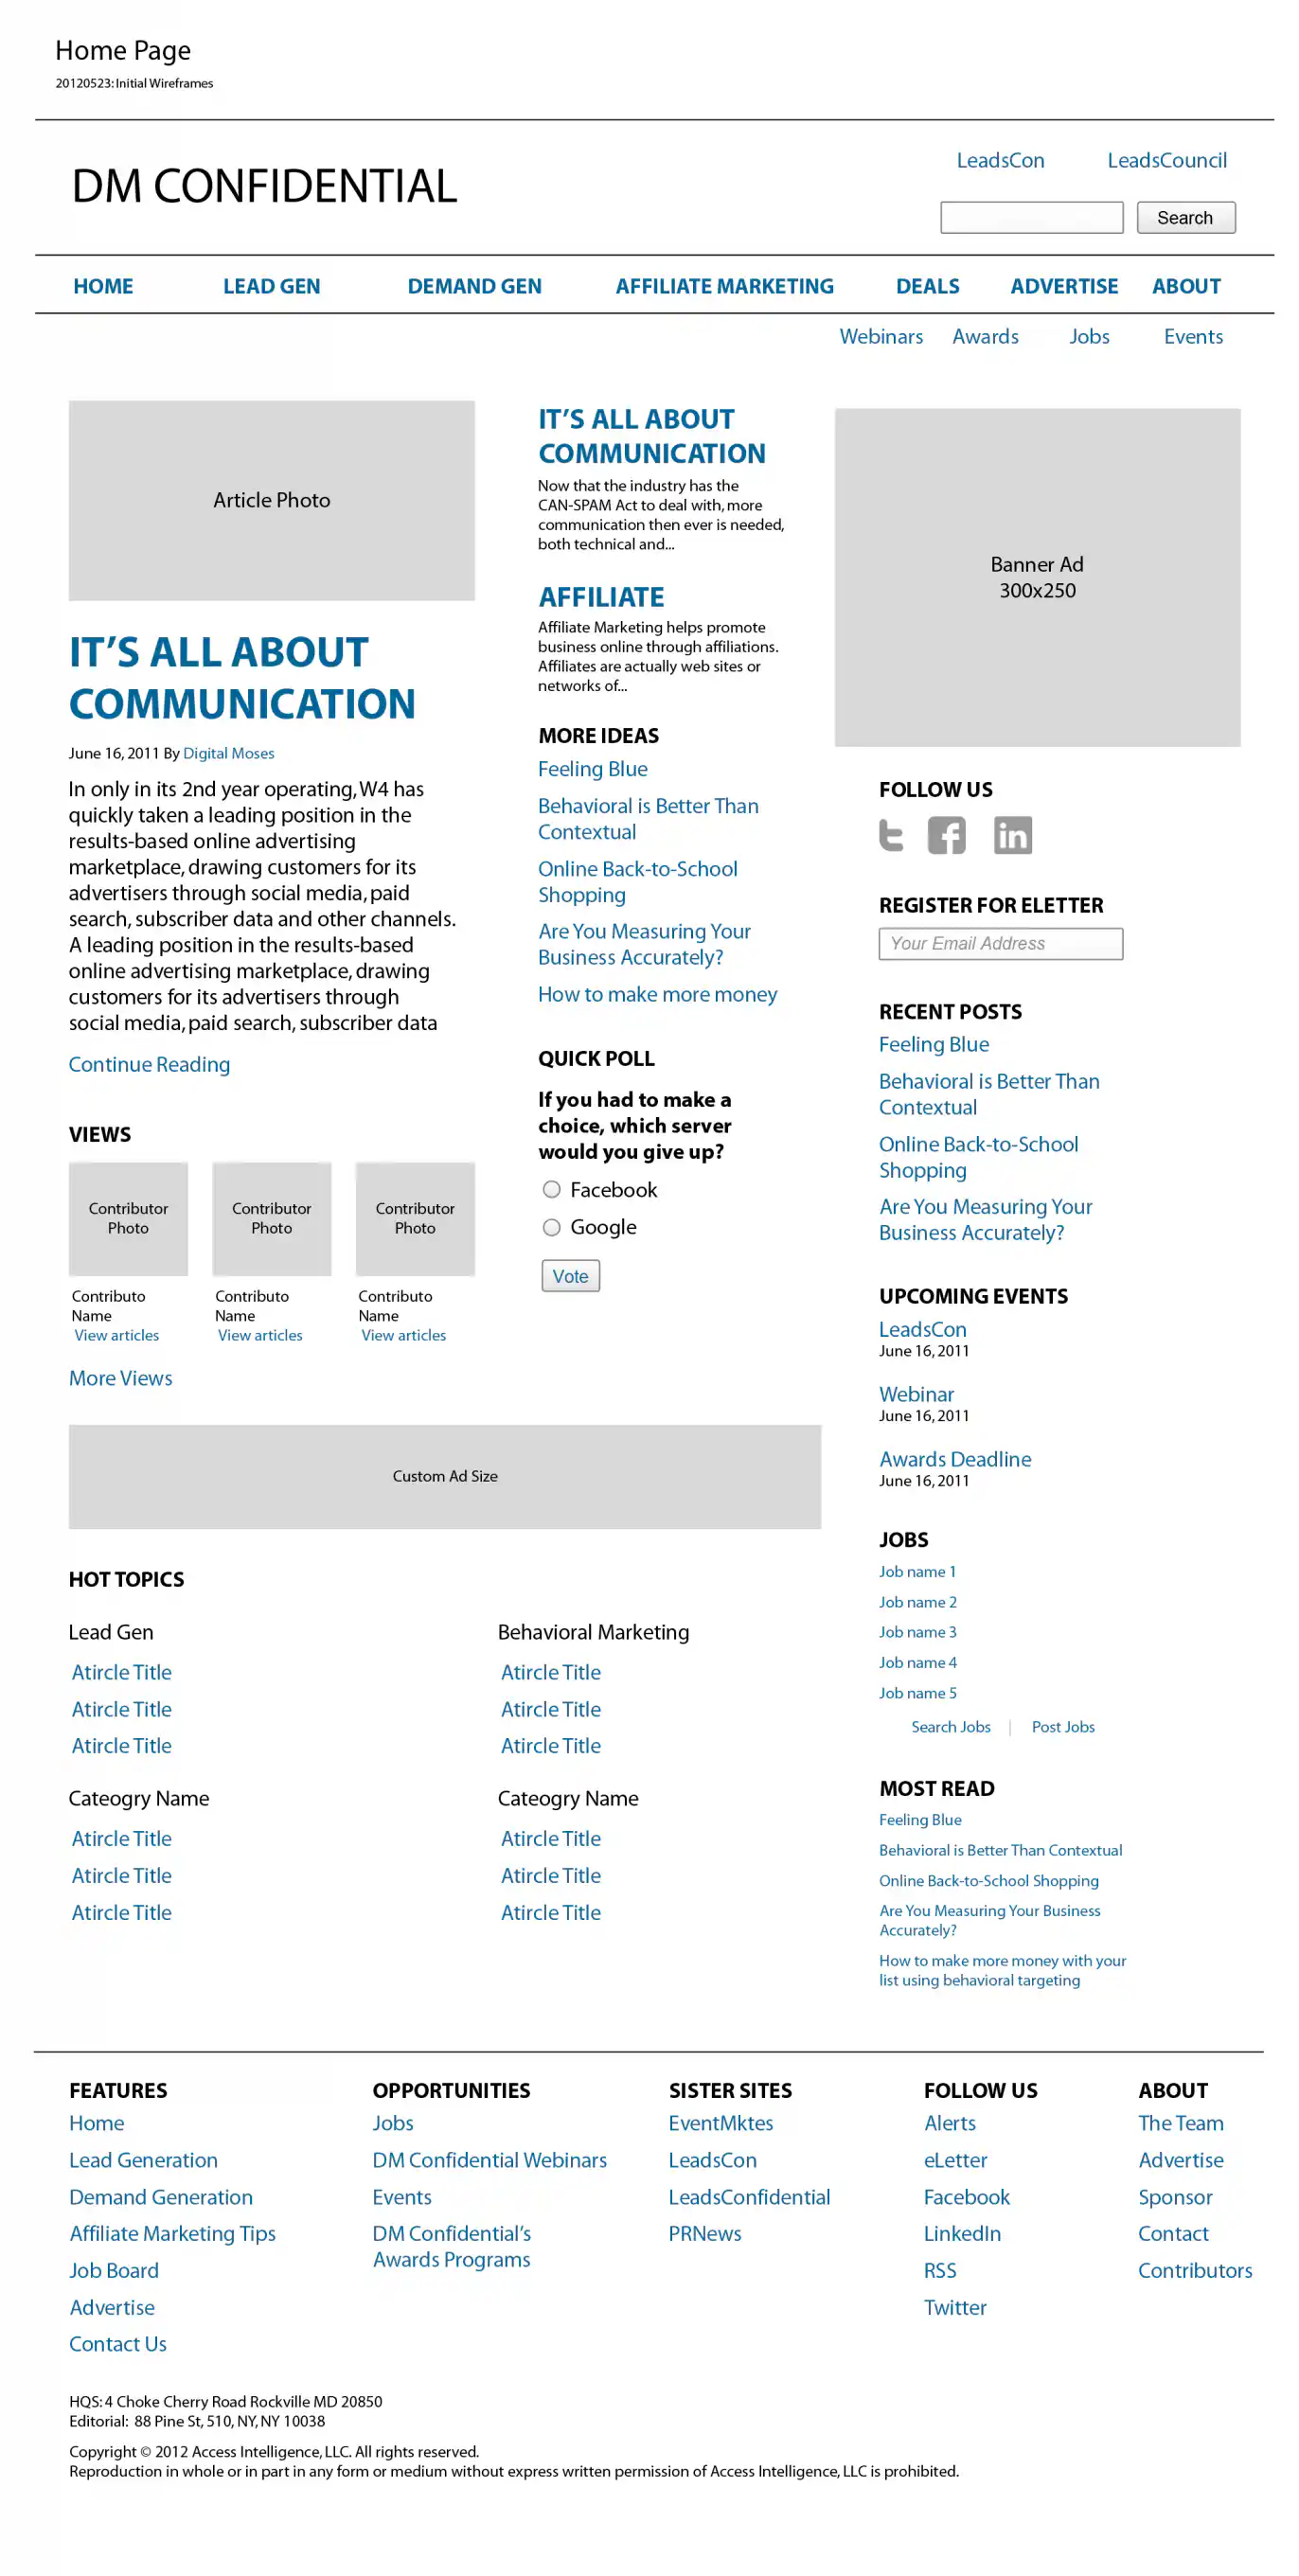 Home Page
20120523: Initial Wireframes
DM CONFIDENTIAL
LeadsCon
LeadsCouncil
Search
HOME
LEAD GEN
DEMAND GEN
AFFILIATE MARKETING
DEALS
ADVERTISE
ABOUT
Webinars
Awards
Jobs
Events
Article Photo
IT’S ALL ABOUT
COMMUNICATION
June 16, 2011 By Digital Moses
In only in its 2nd year operating, W4 has
quickly taken a leading position in the
results-based online advertising
marketplace, drawing customers for its
advertisers through social media, paid
search, subscriber data and other channels.
A leading position in the results-based
online advertising marketplace, drawing
customers for its advertisers through
social media, paid search, subscriber data
Continue Reading
VIEWS
Contributor
Photo
Contributo
Name
View articles
Contributor
Photo
Contributo
Name
View articles
Contributor
Photo
Contributo
Name
View articles
More Views
IT’S ALL ABOUT
COMMUNICATION
Now that the industry has the
CAN-SPAM Act to deal with, more
communication then ever is needed,
both technical and...
AFFILIATE
Affiliate Marketing helps promote
business online through affiliations.
Affiliates are actually web sites or
networks of...
MORE IDEAS
Feeling Blue
Behavioral is Better Than
Contextual
Online Back-to-School
Shopping
Are You Measuring Your
Business Accurately?
How to make more money
QUICK POLL
If you had to make a
choice, which server
would you give up?
Facebook
Google
Vote
Custom Ad Size
HOT TOPICS
Lead Gen
Atircle Title
Atircle Title
Atircle Title
Behavioral Marketing
Atircle Title
Atircle Title
Atircle Title
Cateogry Name
Atircle Title
Atircle Title
Atircle Title
Cateogry Name
Atircle Title
Atircle Title
Atircle Title
Banner Ad
300x250
FOLLOW US
REGISTER FOR ELETTER
Your Email Address
RECENT POSTS
Feeling Blue
Behavioral is Better Than
Contextual
Online Back-to-School
Shopping
Are You Measuring Your
Business Accurately?
UPCOMING EVENTS
LeadsCon
June 16, 2011
Webinar
June 16, 2011
Awards Deadline
June 16, 2011
JOBS
Job name 1
Job name 2
Job name 3
Job name 4
Job name 5
Search Jobs | Post Jobs
MOST READ
Feeling Blue
Behavioral is Better Than Contextual
Online Back-to-School Shopping
Are You Measuring Your Business
Accurately?
How to make more money with your
list using behavioral targeting
FEATURES
Home
Lead Generation
Demand Generation
Affiliate Marketing Tips
Job Board
Advertise
Contact Us
OPPORTUNITIES
Jobs
DM Confidential Webinars
Events
DM Confidential’s
Awards Programs
SISTER SITES
EventMktes
LeadsCon
LeadsConfidential
PRNews
FOLLOW US
Alerts
eLetter
Facebook
LinkedIn
RSS
Twitter
ABOUT
The Team
Advertise
Sponsor
Contact
Contributors
HQS: 4 Choke Cherry Road Rockville MD 20850
Editorial: 88 Pine St, 510, NY, NY 10038
Copyright © 2012 Access Intelligence, LLC. All rights reserved.
Reproduction in whole or in part in any form or medium without express written permission of Access Intelligence, LLC is prohibited.